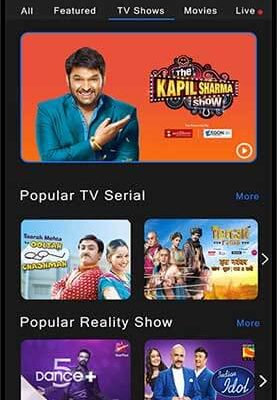 All Featured TV Shows Movies Live
The
KAPIL SHARMA
Show
Popular TV Serial More
Taarak Mehta
KA OOLTAH
CHASHMAH
Popular Reality Show More
5
DANCE+
Indian
Idol